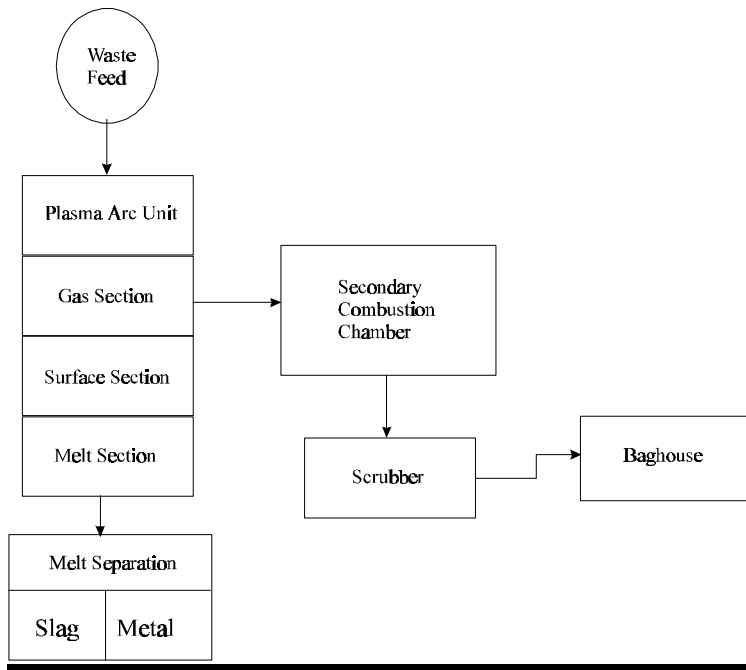 Waste
Feed
Plasma Arc Unit
Gas Section
Surface Section
Melt Section
Melt Separation
Slag
Metal
Secondary
Combustion
Chamber
Scrubber
Baghouse